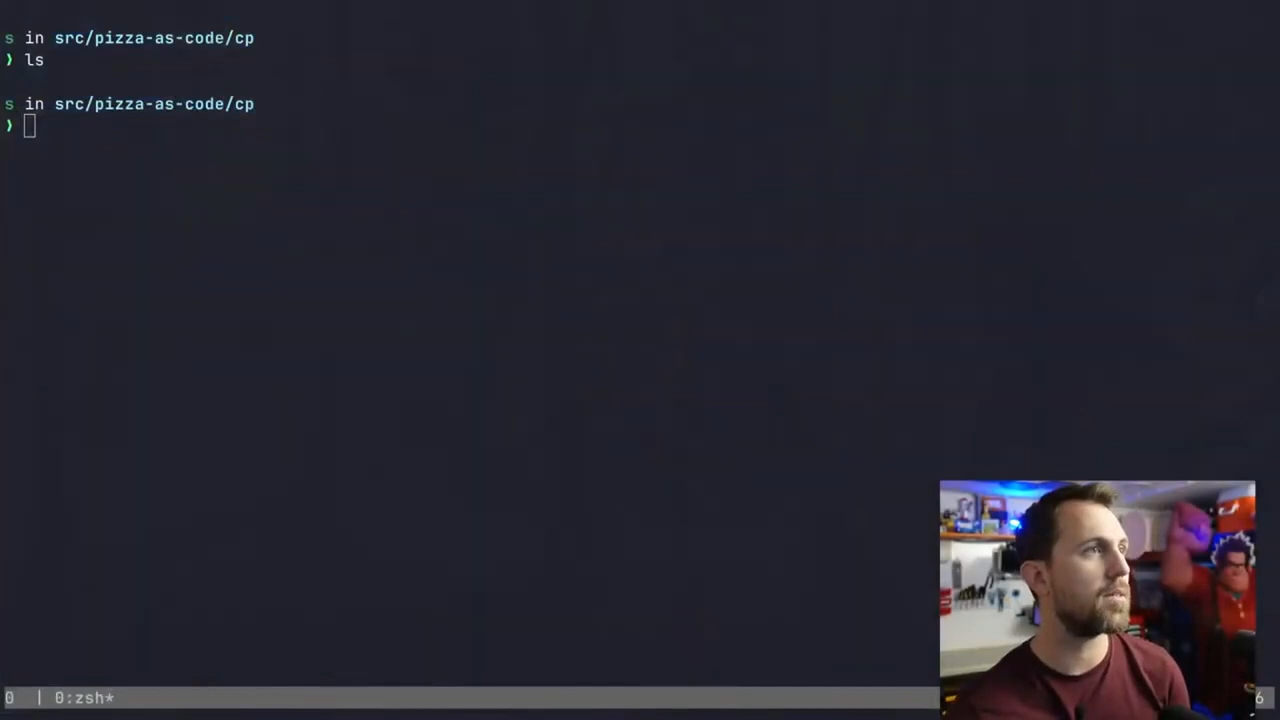 s in src/pizza-as-code/cp
❯ ls
s in src/pizza-as-code/cp
❯
0 | 0:zsh*
6